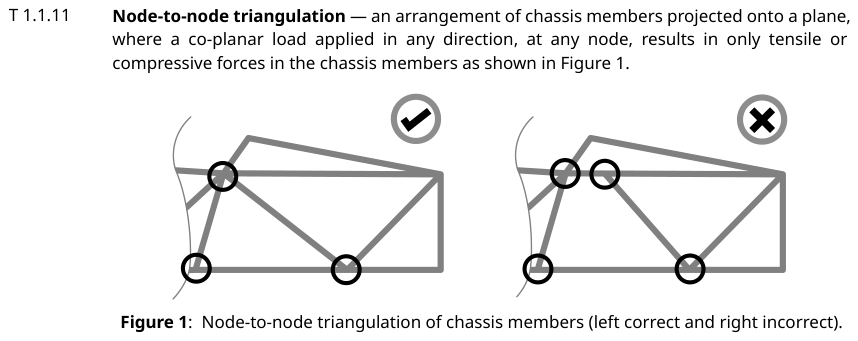 T 1.1.11 Node-to-node triangulation — an arrangement of chassis members projected onto a plane,
where a co-planar load applied in any direction, at any node, results in only tensile or
compressive forces in the chassis members as shown in Figure 1.
Figure 1: Node-to-node triangulation of chassis members (left correct and right incorrect).